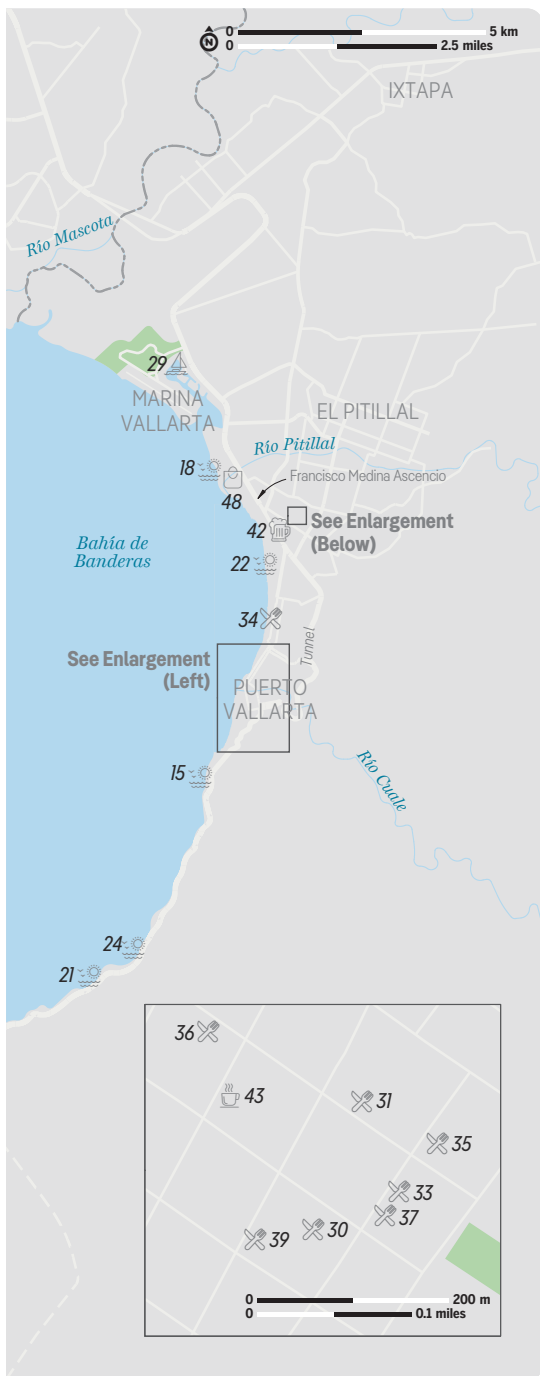 0 5 km
N
0 2.5 miles
IXTAPA
Río Mascota
29
MARINA
VALLARTA
EL PITILLAL
Río Pitillal
18
Francisco Medina Ascencio
48
See Enlargement
(Below)
42
Bahía de
Banderas
22
34
Tunnel
See Enlargement
(Left)
PUERTO
VALLARTA
15
Río Cuale
24
21
36
43
31
35
33
37
30
39
0 200 m
0 0.1 miles